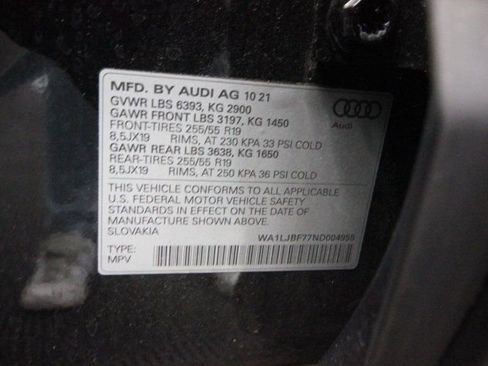 MFD. BY AUDI AG 10 21
GVWR LBS 6393, KG 2900
GAWR FRONT LBS 3197, KG 1450
FRONT-TIRES 255/55 R19
8,5JX19 RIMS, AT 230 KPA 33 PSI COLD
GAWR REAR LBS 3638, KG 1650
REAR-TIRES 255/55 R19
8,5JX19 RIMS, AT 250 KPA 36 PSI COLD
Audi
THIS VEHICLE CONFORMS TO ALL APPLICABLE
U.S. FEDERAL MOTOR VEHICLE SAFETY
STANDARDS IN EFFECT ON THE DATE OF
MANUFACTURE SHOWN ABOVE.
SLOVAKIA WA1LJBF77ND004955
TYPE:
MPV